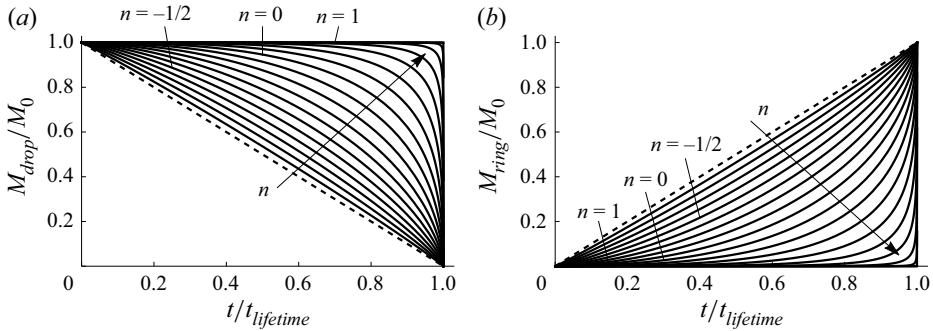 (a)
n = –1/2
n = 0
n = 1
1.0
0.8
0.6
0.4
0.2
0
0.2
0.4
0.6
0.8
1.0
M_drop/M_0
n
t/t_lifetime
(b)
1.0
0.8
0.6
0.4
0.2
0
0.2
0.4
0.6
0.8
1.0
M_ring/M_0
n
n = –1/2
n = 0
n = 1
t/t_lifetime